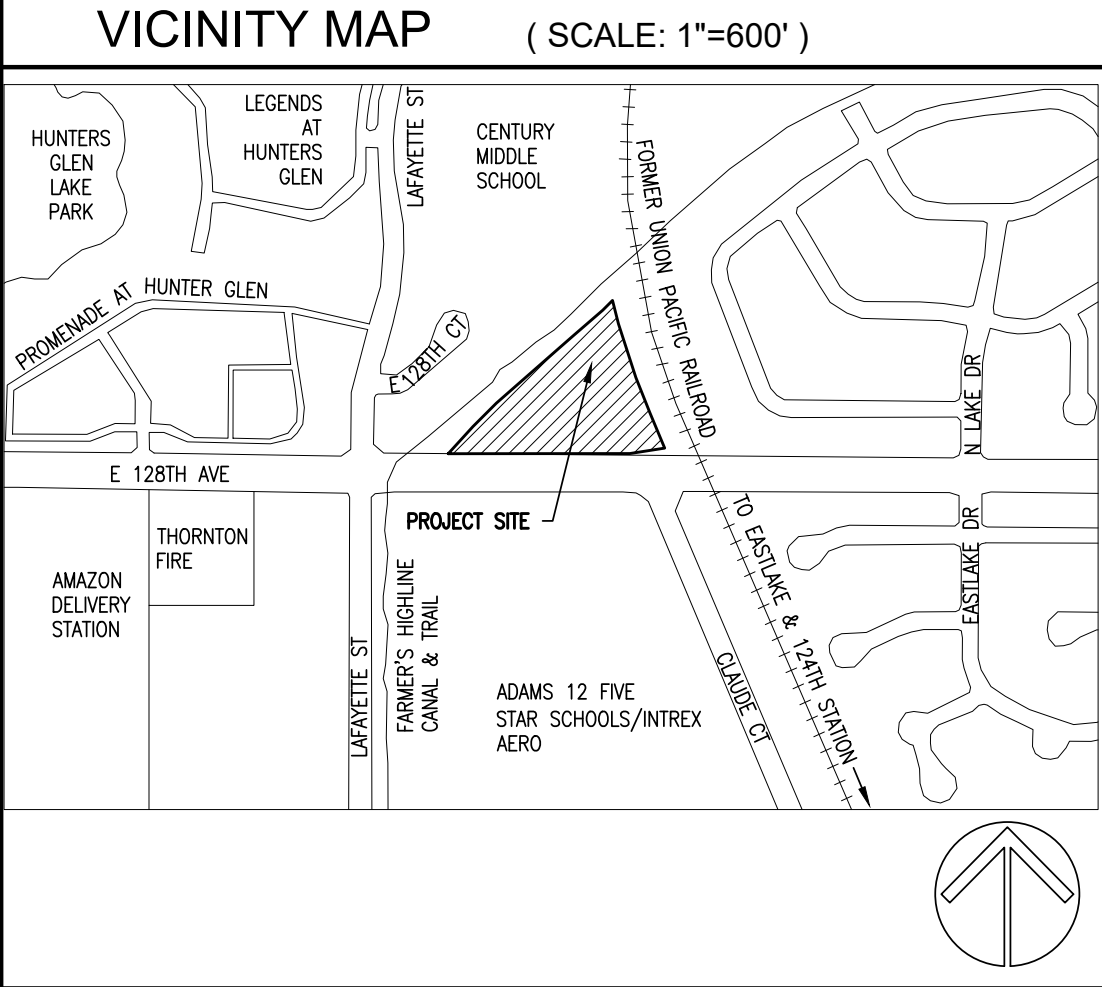 VICINITY MAP ( SCALE: 1"=600' )
HUNTERS
GLEN
LAKE
PARK
LEGENDS
AT
HUNTERS
GLEN
LAFAYETTE ST
CENTURY
MIDDLE
SCHOOL
FORMER UNION PACIFIC RAILROAD
PROMENADE AT HUNTER GLEN
E 128TH CT
N LAKE DR
E 128TH AVE
PROJECT SITE
THORNTON
FIRE
AMAZON
DELIVERY
STATION
LAFAYETTE ST
FARMER'S HIGHLINE
CANAL & TRAIL
ADAMS 12 FIVE
STAR SCHOOLS/INTREX
AERO
CLAUDE CT
TO EASTLAKE & 124TH STATION
EASTLAKE DR